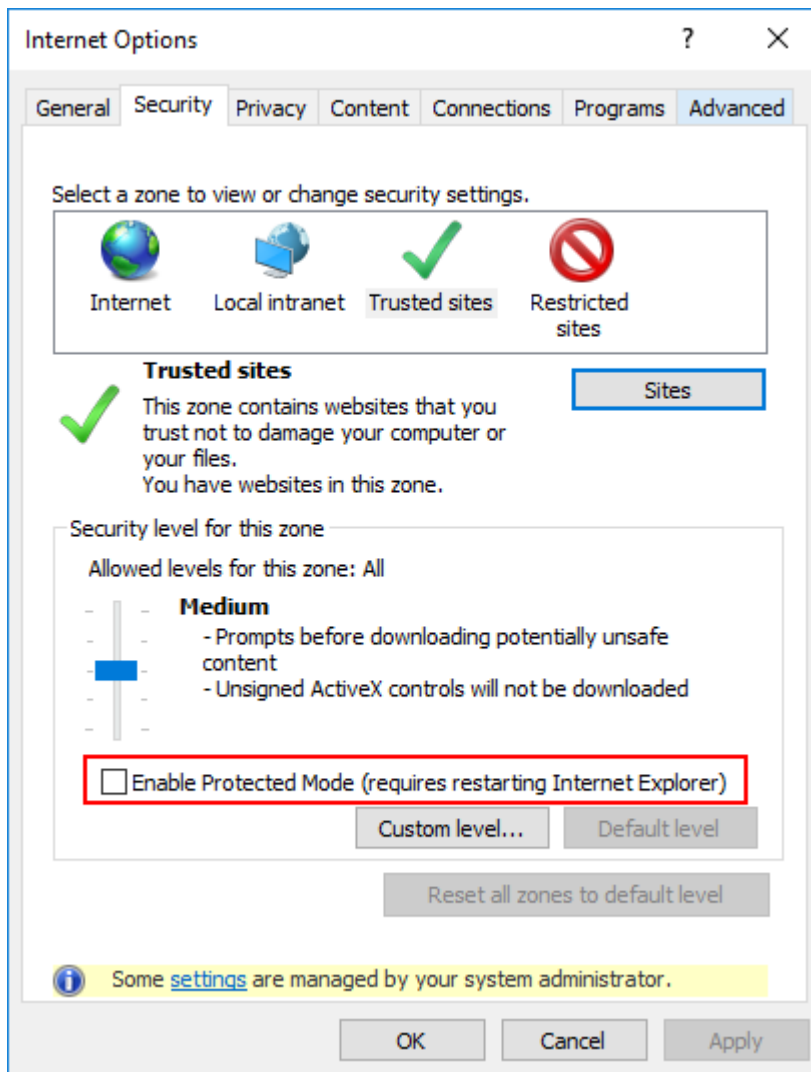 Internet Options
General Security Privacy Content Connections Programs Advanced
Select a zone to view or change security settings.
Internet Local intranet Trusted sites Restricted sites
Trusted sites
Sites
This zone contains websites that you
trust not to damage your computer or
your files.
You have websites in this zone.
Security level for this zone
Allowed levels for this zone: All
Medium
- Prompts before downloading potentially unsafe
content
- Unsigned ActiveX controls will not be downloaded
Enable Protected Mode (requires restarting Internet Explorer)
Custom level... Default level
Reset all zones to default level
Some settings are managed by your system administrator.
OK Cancel Apply